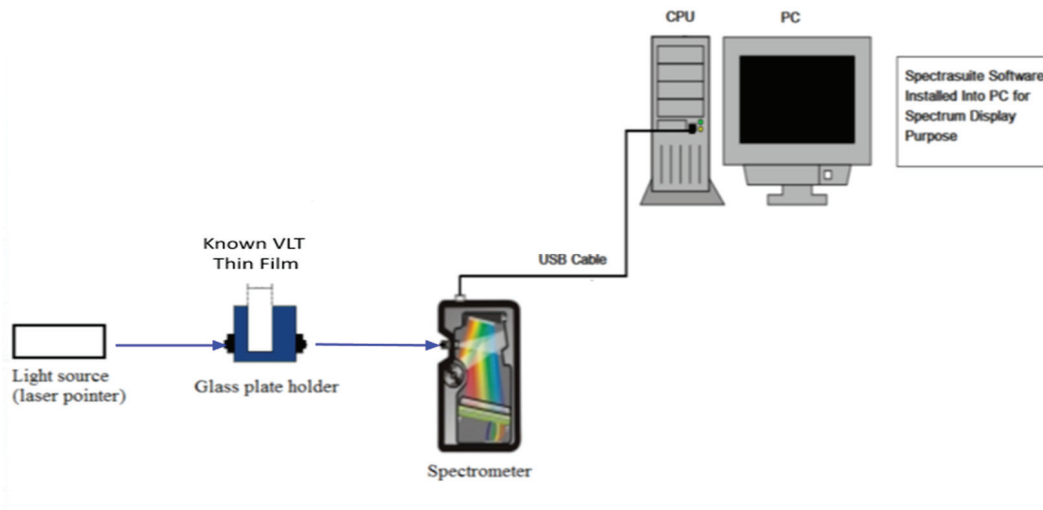 CPU
PC
Spectrasuite Software
Installed Into PC for
Spectrum Display
Purpose
Known VLT
Thin Film
USB Cable
Light source
(laser pointer)
Glass plate holder
Spectrometer